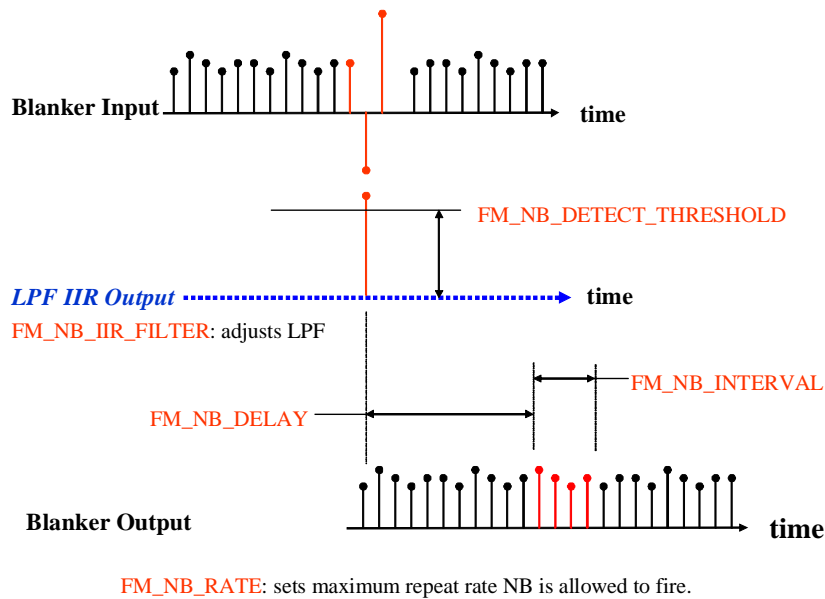 Blanker Input
time
FM_NB_DETECT_THRESHOLD
LPF IIR Output
time
FM_NB_IIR_FILTER: adjusts LPF
FM_NB_INTERVAL
FM_NB_DELAY
Blanker Output
time
FM_NB_RATE: sets maximum repeat rate NB is allowed to fire.